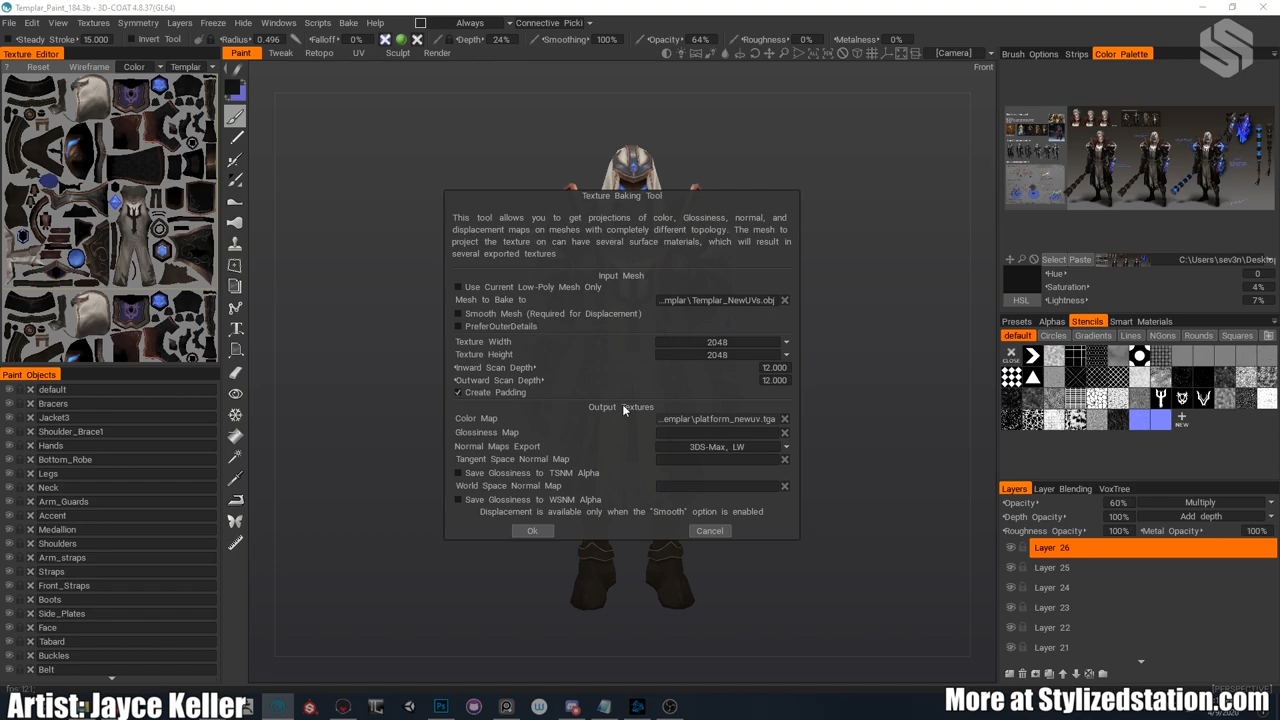 Templar_Paint_184.3b - 3D-COAT 4.8.37(GL64)
File Edit View Textures Symmetry Layers Freeze Hide Windows Scripts Bake Help Always Connective Picki
Steady Stroke 15.000 Invert Tool Radius 0.496 Falloff 0% Depth 24% Smoothing 100% Opacity 64% Roughness 0% Metalness 0%
Texture Editor Paint Tweak Retopo UV Sculpt Render [Camera] Brush Options Strips Color Palette
? Reset Wireframe Color Templar
Front
Texture Baking Tool
This tool allows you to get projections of color, Glossiness, normal, and
displacement maps on meshes with completely different topology. The mesh to
project the texture on can have several surface materials, which will result in
several exported textures
Input Mesh
Use Current Low-Poly Mesh Only
Mesh to Bake to ...mplar\Templar_NewUVs.obj
Smooth Mesh (Required for Displacement)
PreferOuterDetails
Texture Width 2048
Texture Height 2048
Inward Scan Depth 12.000
Outward Scan Depth 12.000
Create Padding
Output Textures
Color Map ...emplar\platform_newuv.tga
Glossiness Map
Normal Maps Export 3DS-Max, LW
Tangent Space Normal Map
Save Glossiness to TSNM Alpha
World Space Normal Map
Save Glossiness to WSNM Alpha
Displacement is available only when the "Smooth" option is enabled
Ok Cancel
Paint Objects
default
Bracers
Jacket3
Shoulder_Brace1
Hands
Bottom_Robe
Legs
Neck
Arm_Guards
Accent
Medallion
Shoulders
Arm_straps
Straps
Front_Straps
Boots
Side_Plates
Face
Tabard
Buckles
Belt
Select Paste C:\Users\sev3n\Deskto
Hue 0
Saturation 4%
HSL Lightness 7%
Presets Alphas Stencils Smart Materials
default Circles Gradients Lines NGons Rounds Squares
CLOSE
NEW
Layers Layer Blending VoxTree
Opacity 60% Multiply
Depth Opacity 100% Add depth
Roughness Opacity 100% Metal Opacity 100%
Layer 26
Layer 25
Layer 24
Layer 23
Layer 22
Layer 21
[PERSPECTIVE]
Artist: Jayce Keller
More at Stylizedstation.com/
4/9/2020